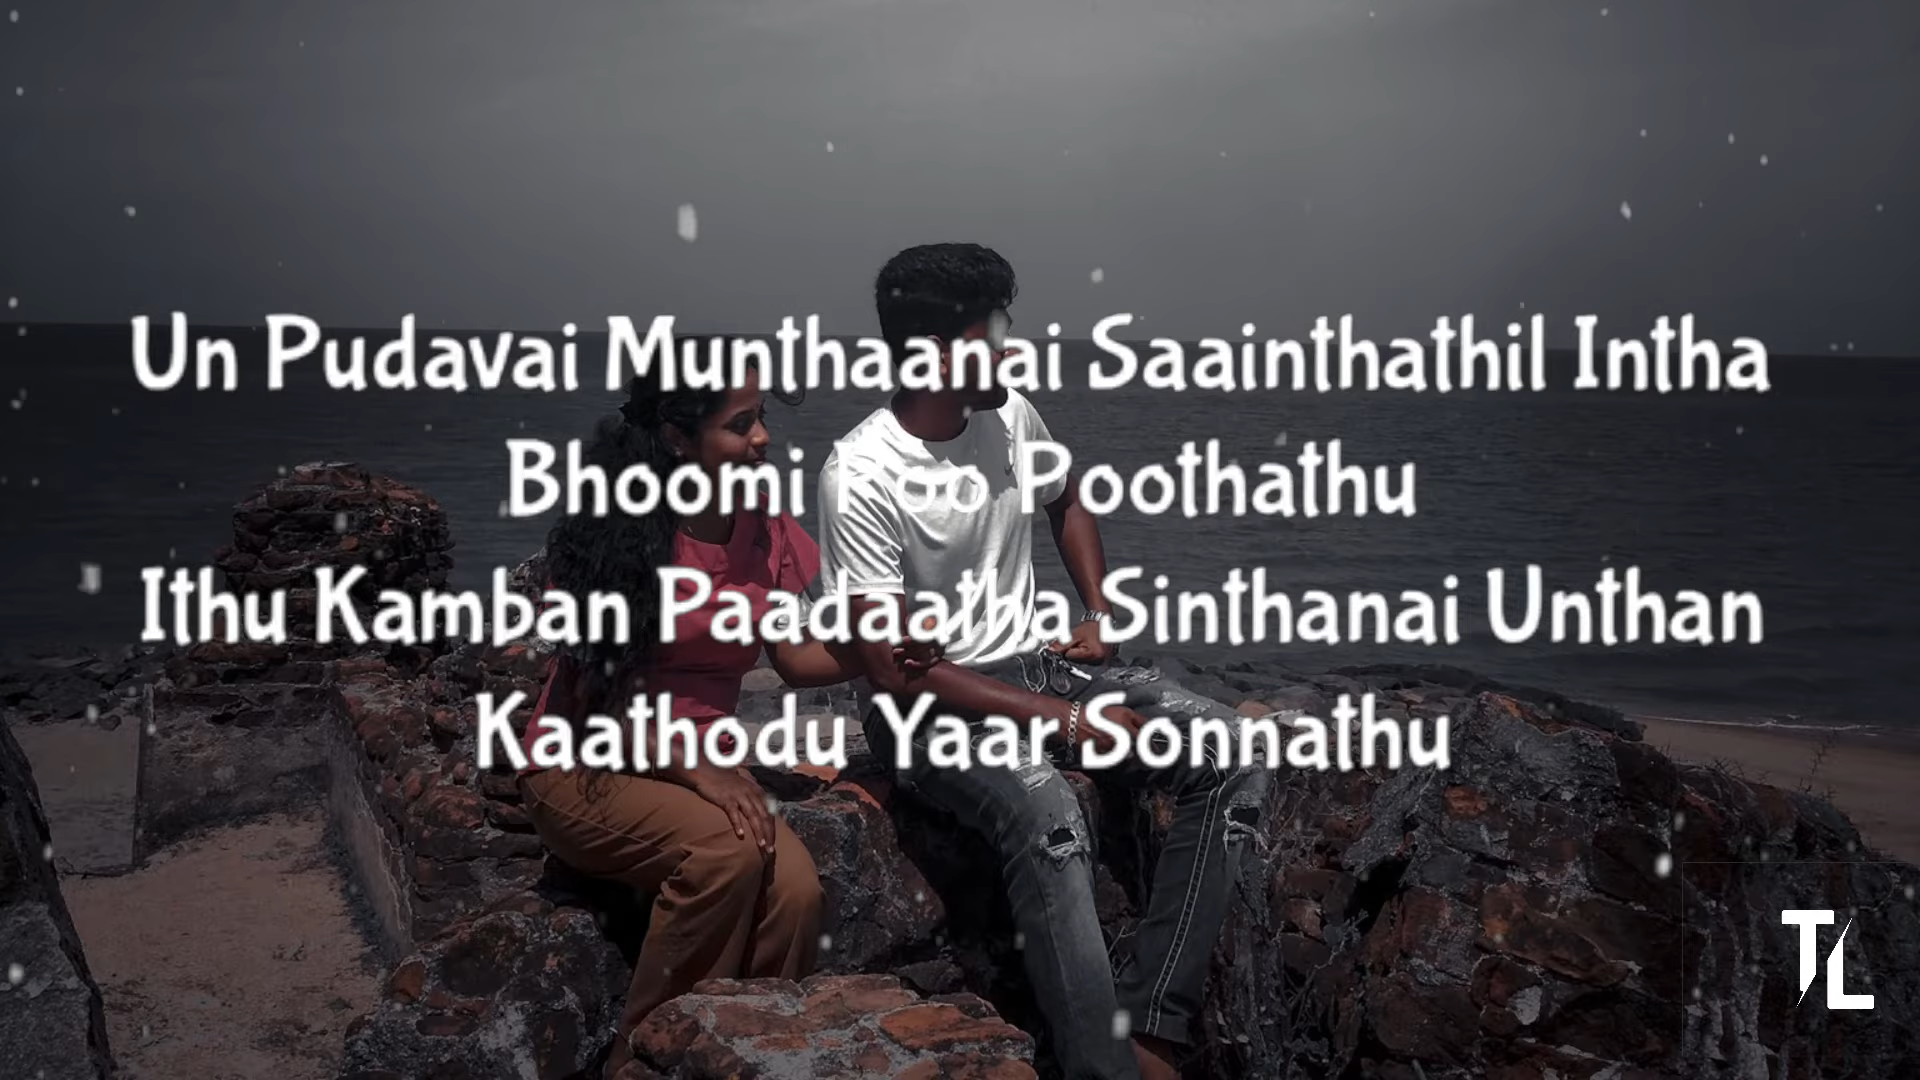 Un Pudavai Munthaanai Saainthathil Intha
Bhoomi Poo Poothathu
Ithu Kamban Paadaatha Sinthanai Unthan
Kaathodu Yaar Sonnathu
TL